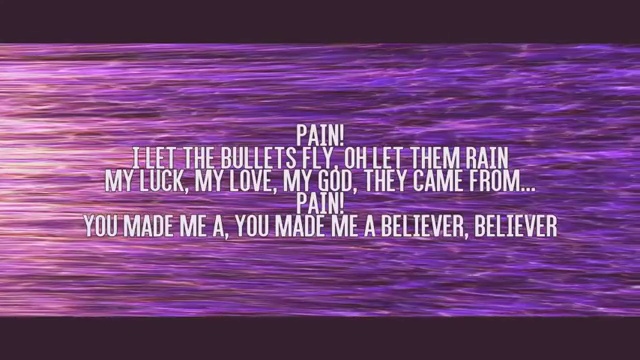 PAIN!
I LET THE BULLETS FLY, OH LET THEM RAIN
MY LUCK, MY LOVE, MY GOD, THEY CAME FROM...
PAIN!
YOU MADE ME A, YOU MADE ME A BELIEVER, BELIEVER